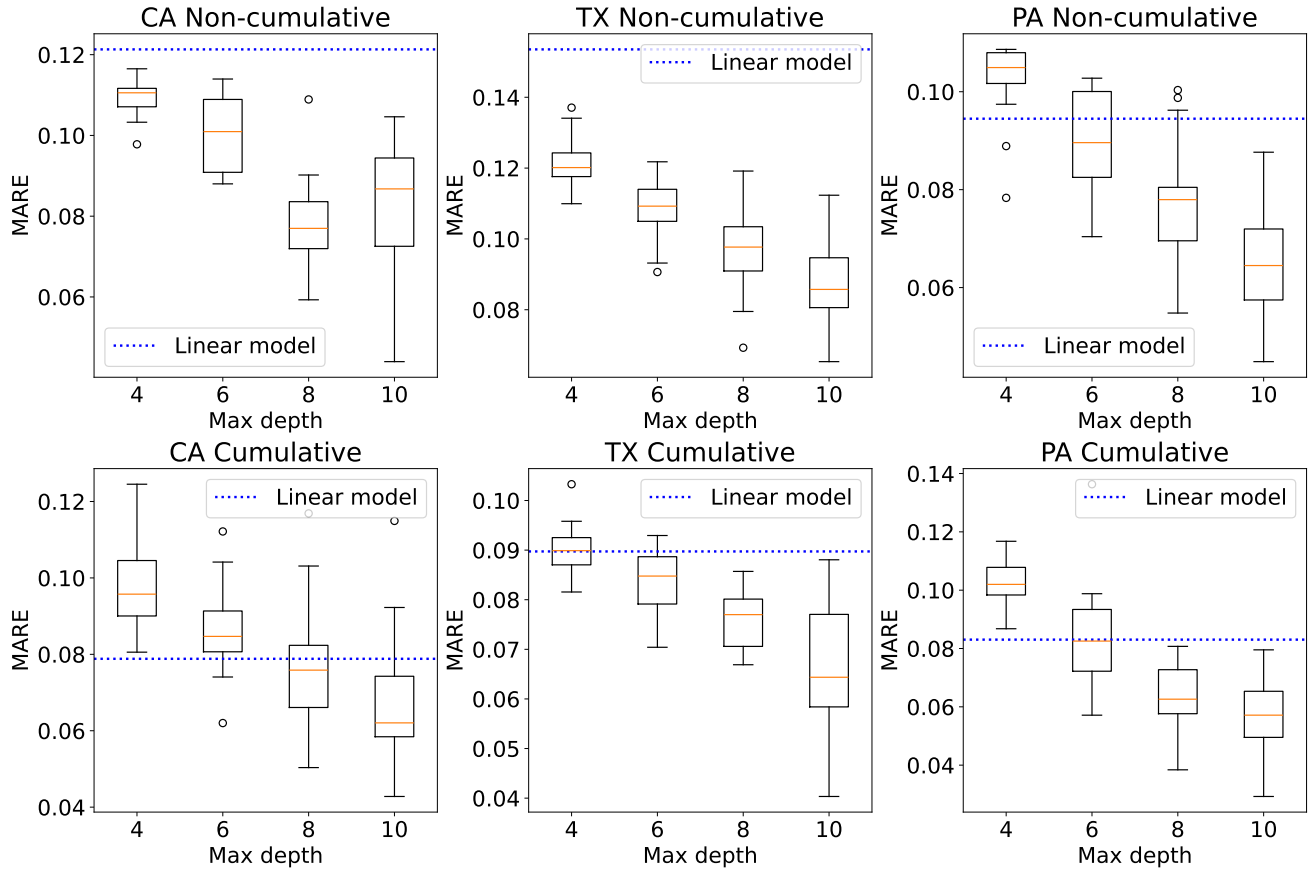 CA Non-cumulative
0.12
0.10
0.08
0.06
MARE
Linear model
4 6 8 10
Max depth
TX Non-cumulative
0.14
0.12
0.10
0.08
MARE
Linear model
4 6 8 10
Max depth
PA Non-cumulative
0.10
0.08
0.06
MARE
Linear model
4 6 8 10
Max depth
CA Cumulative
0.12
0.10
0.08
0.06
0.04
MARE
Linear model
4 6 8 10
Max depth
TX Cumulative
0.10
0.09
0.08
0.07
0.06
0.05
0.04
MARE
Linear model
4 6 8 10
Max depth
PA Cumulative
0.14
0.12
0.10
0.08
0.06
0.04
MARE
Linear model
4 6 8 10
Max depth